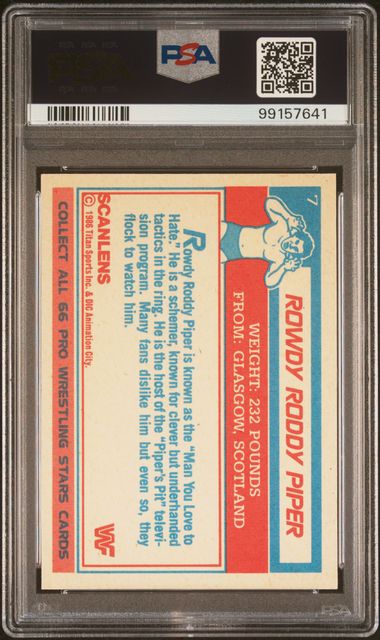 PSA
PSA
99157641
7
ROWDY RODDY PIPER
WEIGHT: 232 POUNDS
FROM: GLASGOW, SCOTLAND
Rowdy Roddy Piper is known as the "Man You Love to
Hate." He is a schemer, known for clever but underhanded
tactics in the ring. He is the host of the "Piper's Pit" televi-
sion program. Many fans dislike him but even so, they
flock to watch him.
SCANLENS
© 1986 Titan Sports Inc. & DIC Animation City.
WF
COLLECT ALL 66 PRO WRESTLING STARS CARDS
PSA